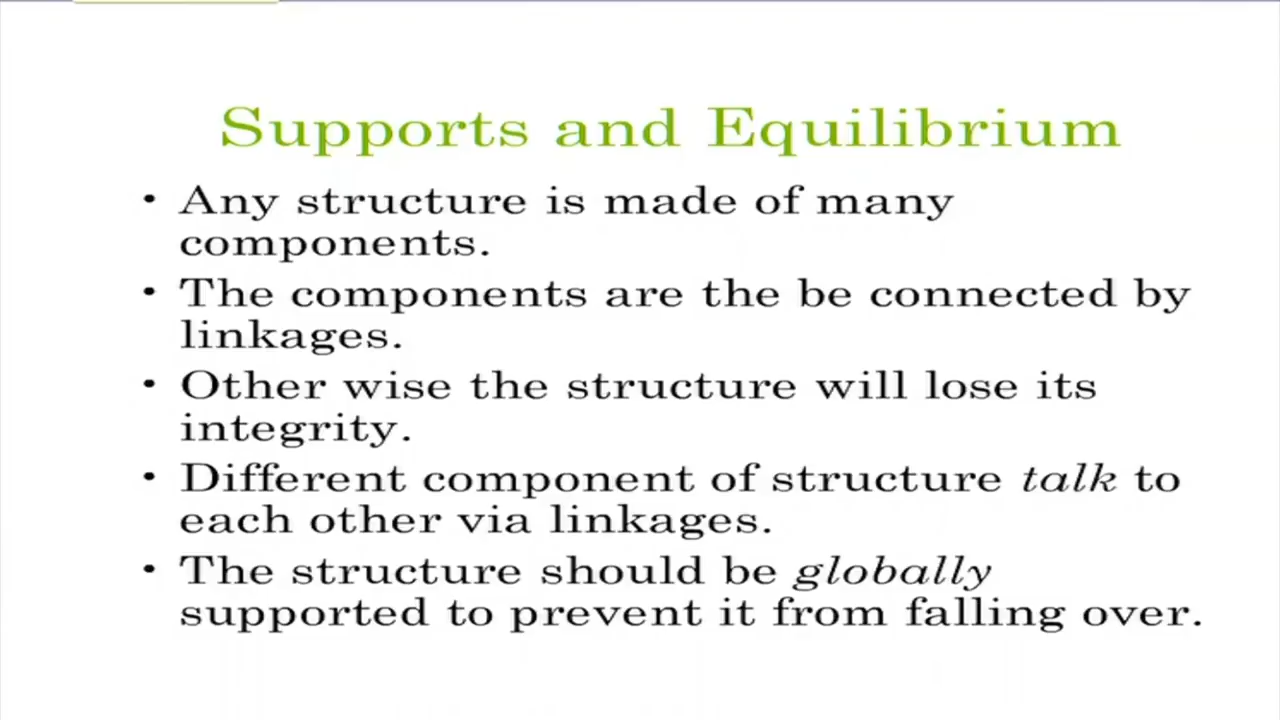 Supports and Equilibrium
• Any structure is made of many
components.
• The components are the be connected by
linkages.
• Other wise the structure will lose its
integrity.
• Different component of structure talk to
each other via linkages.
• The structure should be globally
supported to prevent it from falling over.